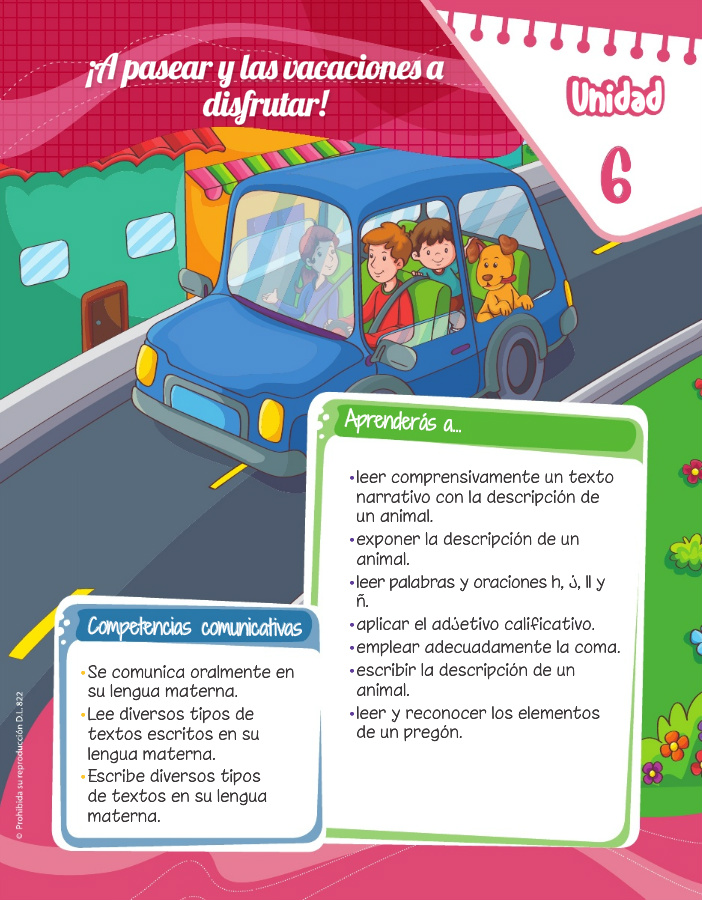 ¡A pasear y las vacaciones a
disfrutar!
Unidad
6
Aprenderás a...
•leer comprensivamente un texto
narrativo con la descripción de
un animal.
•exponer la descripción de un
animal.
•leer palabras y oraciones h, j, ll y
ñ.
•aplicar el adjetivo calificativo.
•emplear adecuadamente la coma.
•escribir la descripción de un
animal.
•leer y reconocer los elementos
de un pregón.
Competencias comunicativas
•Se comunica oralmente en
su lengua materna.
•Lee diversos tipos de
textos escritos en su
lengua materna.
•Escribe diversos tipos
de textos en su lengua
materna.
© Prohibida su reproducción D.L.822